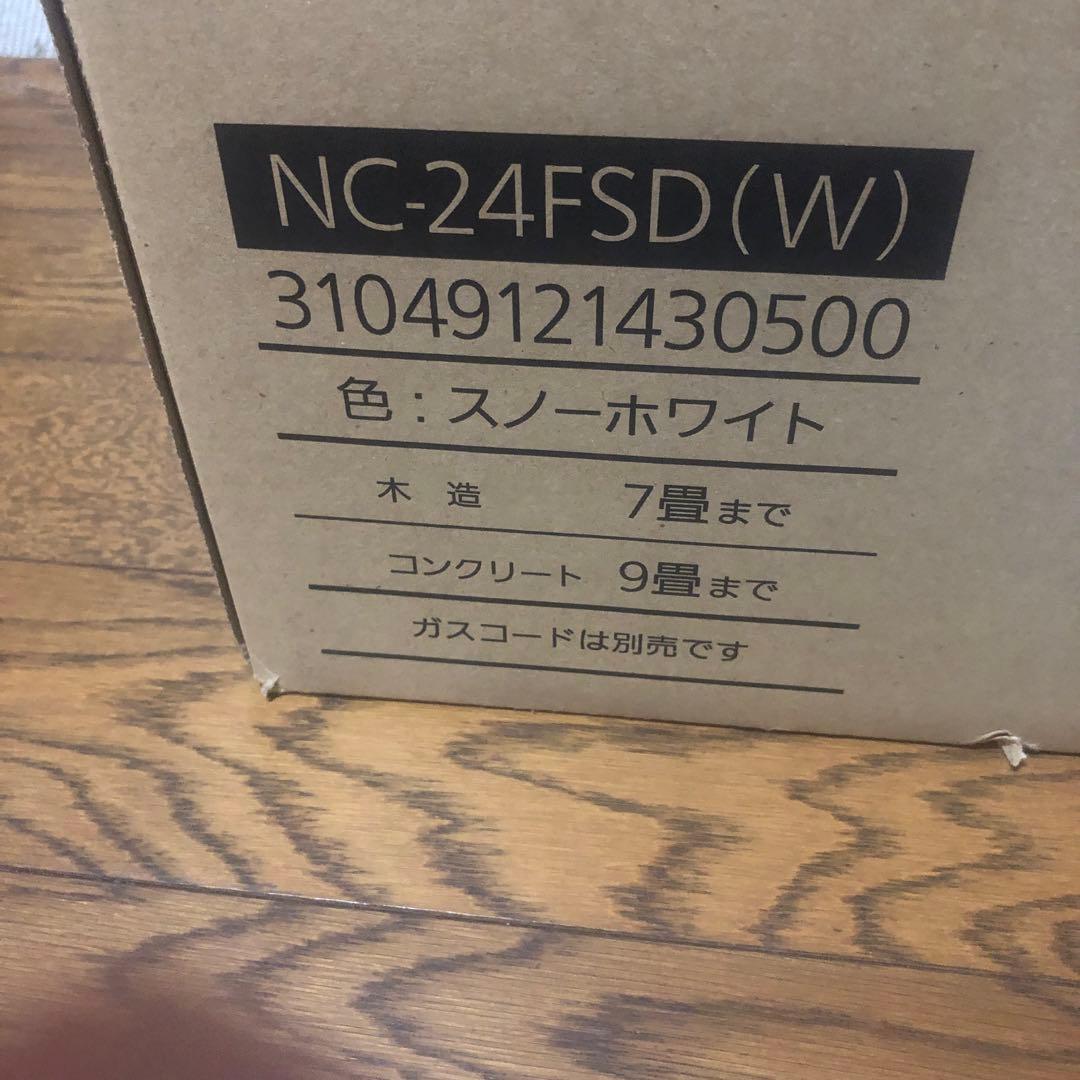 NC-24FSD(W)
31049121430500
色：スノーホワイト
木 造 7畳まで
コンクリート 9畳まで
ガスコードは別売です